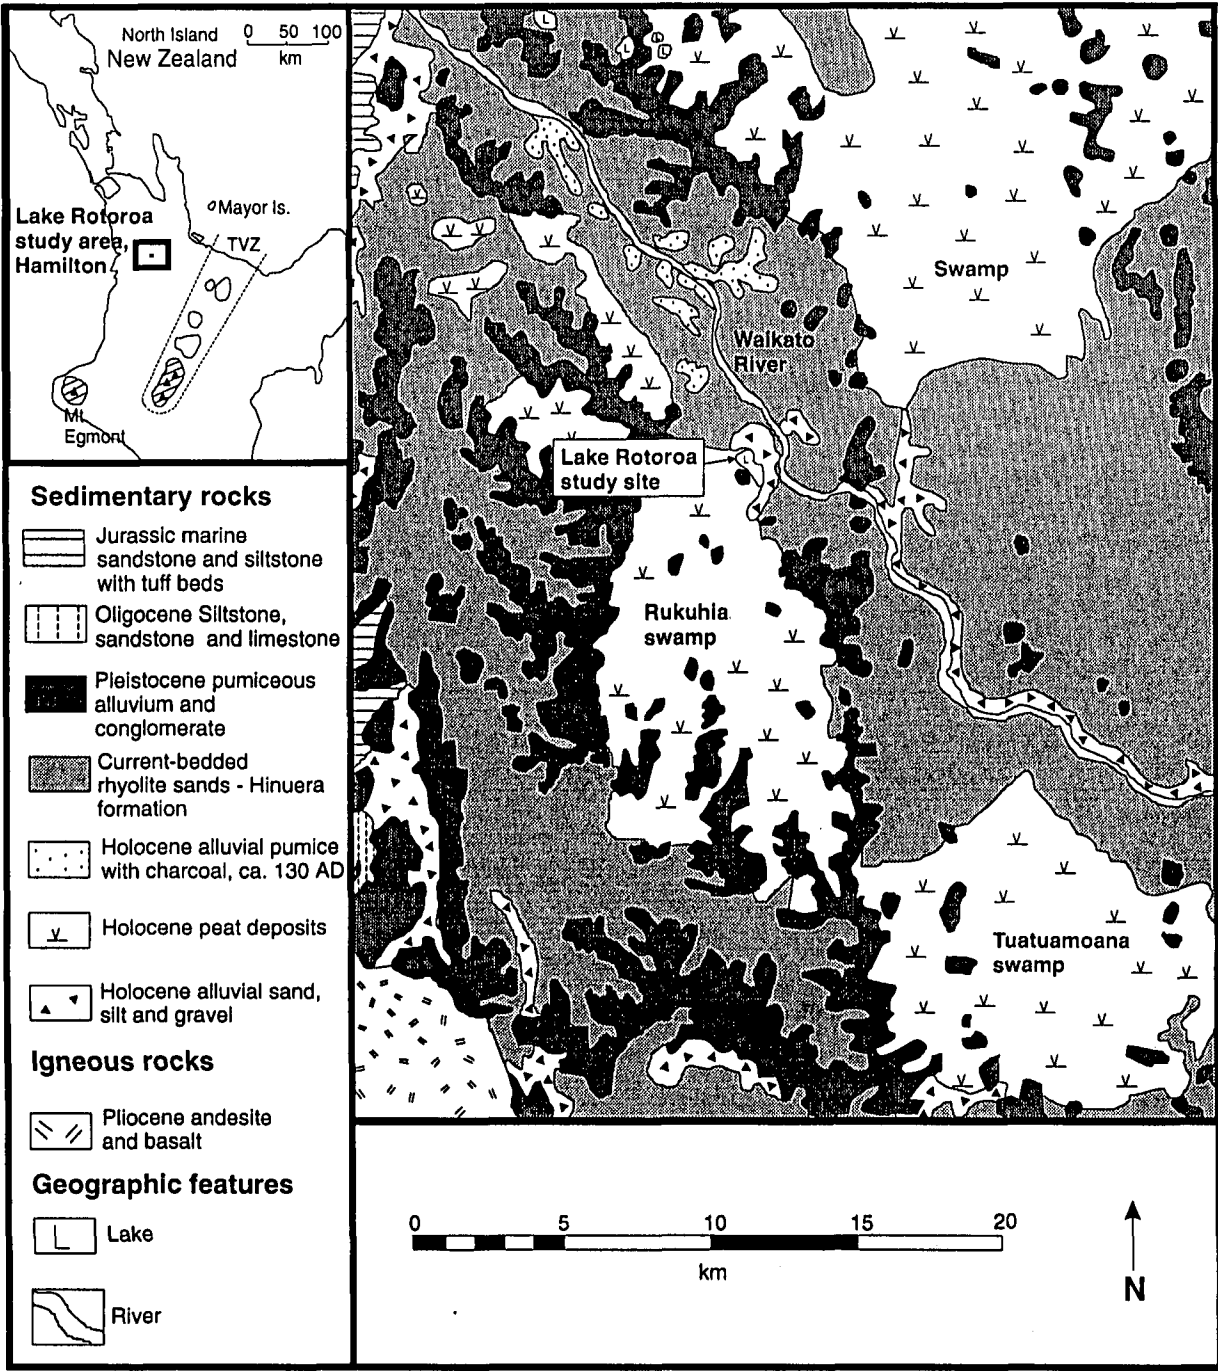 North Island
New Zealand
0 50 100
km
Mayor Is.
TVZ
Lake Rotoroa
study area,
Hamilton
Mt
Egmont
Sedimentary rocks
Jurassic marine
sandstone and siltstone
with tuff beds
Oligocene Siltstone,
sandstone and limestone
Pleistocene pumiceous
alluvium and
conglomerate
Current-bedded
rhyolite sands - Hinuera
formation
Holocene alluvial pumice
with charcoal, ca. 130 AD
Holocene peat deposits
Holocene alluvial sand,
silt and gravel
Igneous rocks
Pliocene andesite
and basalt
Geographic features
L Lake
River
Swamp
Waikato
River
Lake Rotoroa
study site
Rukuhia
swamp
Tuatuamoana
swamp
0 5 10 15 20
km
N